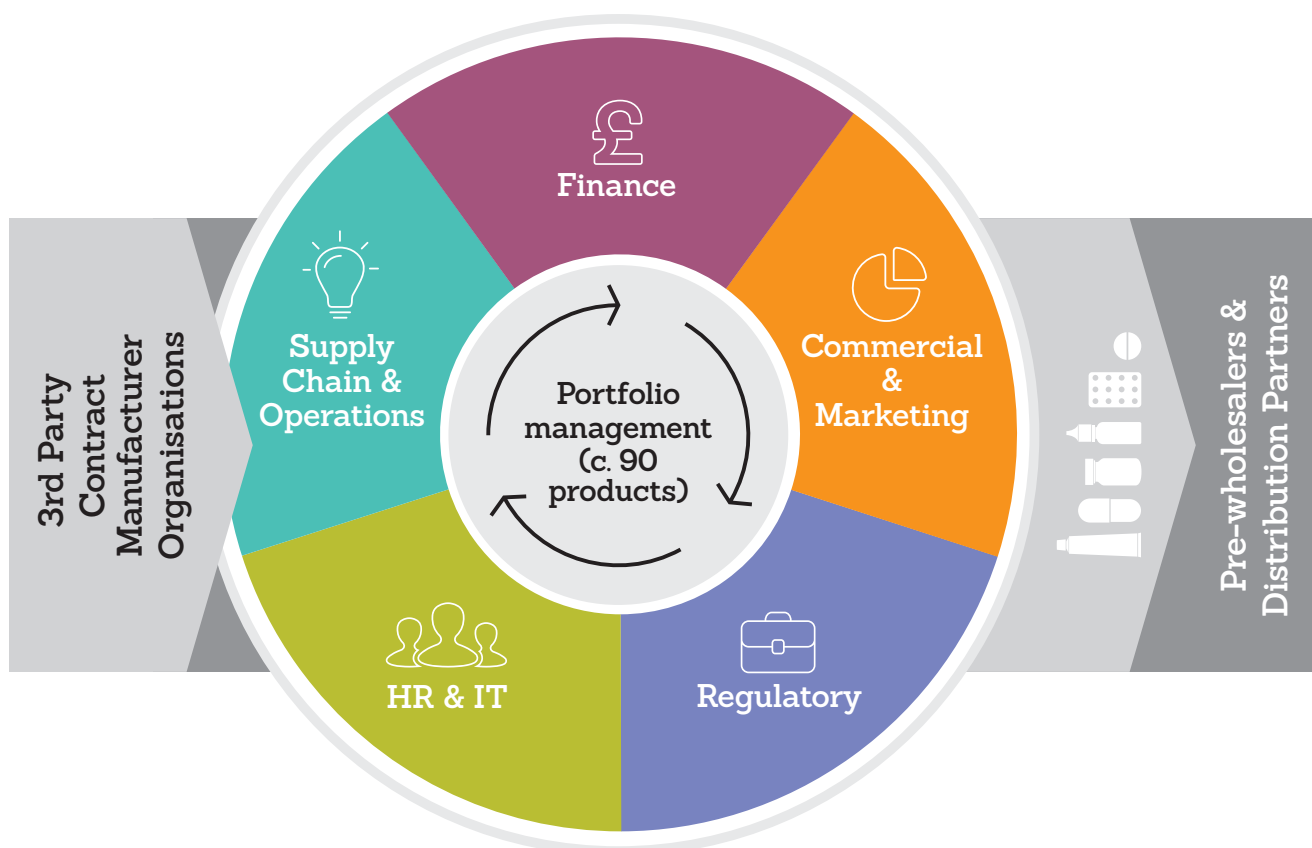 3rd Party
Contract
Manufacturer
Organisations
£
Finance
Supply
Chain &
Operations
Commercial
&
Marketing
Portfolio
management
(c. 90
products)
HR & IT
Regulatory
Pre-wholesalers &
Distribution Partners